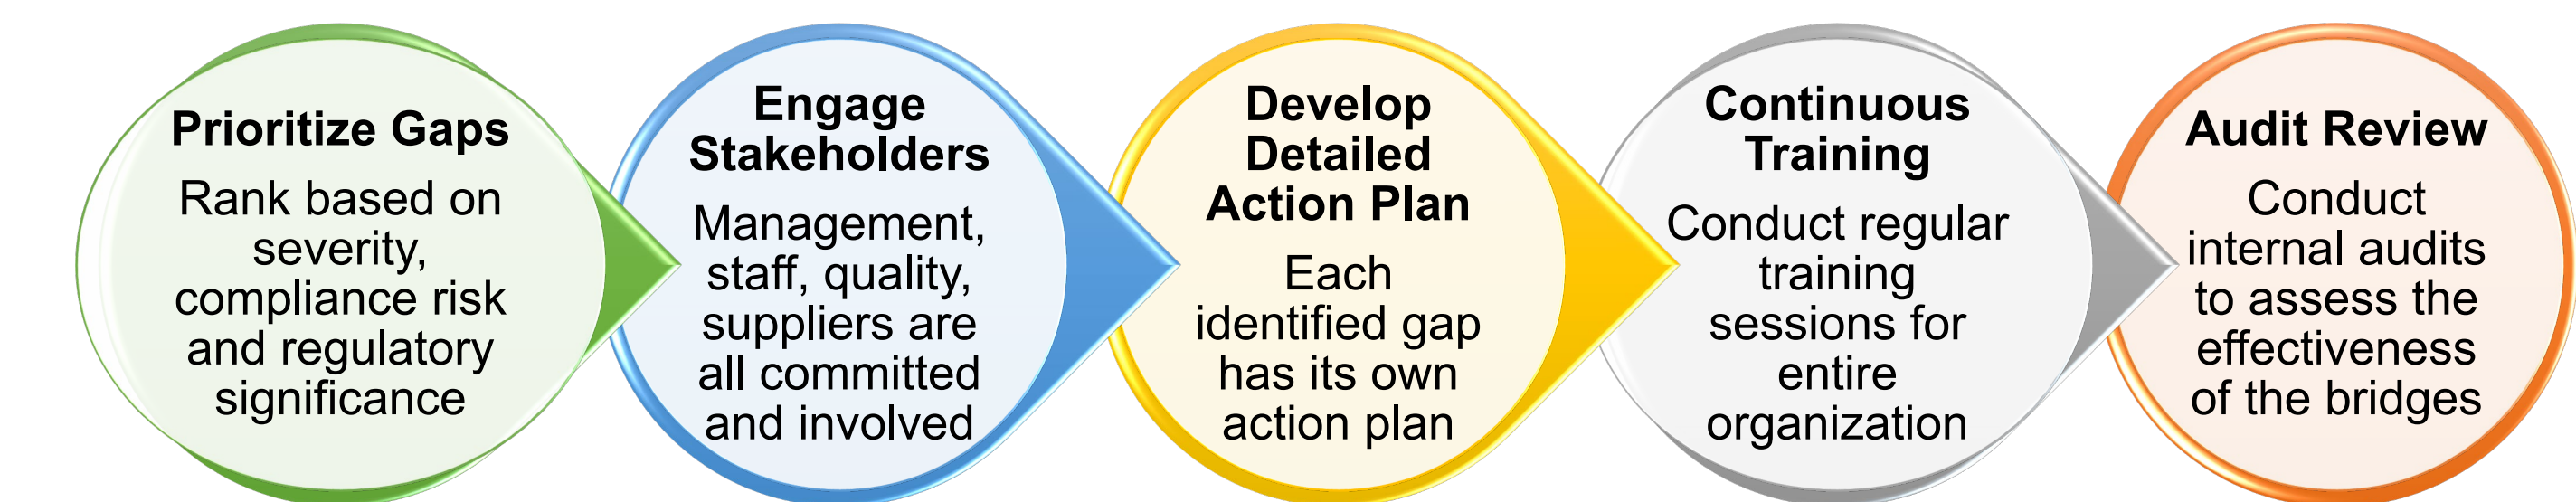 Prioritize Gaps
Rank based on
severity,
compliance risk
and regulatory
significance
Engage
Stakeholders
Management,
staff, quality,
suppliers are
all committed
and involved
Develop
Detailed
Action Plan
Each
identified gap
has its own
action plan
Continuous
Training
Conduct regular
training
sessions for
entire
organization
Audit Review
Conduct
internal audits
to assess the
effectiveness
of the bridges